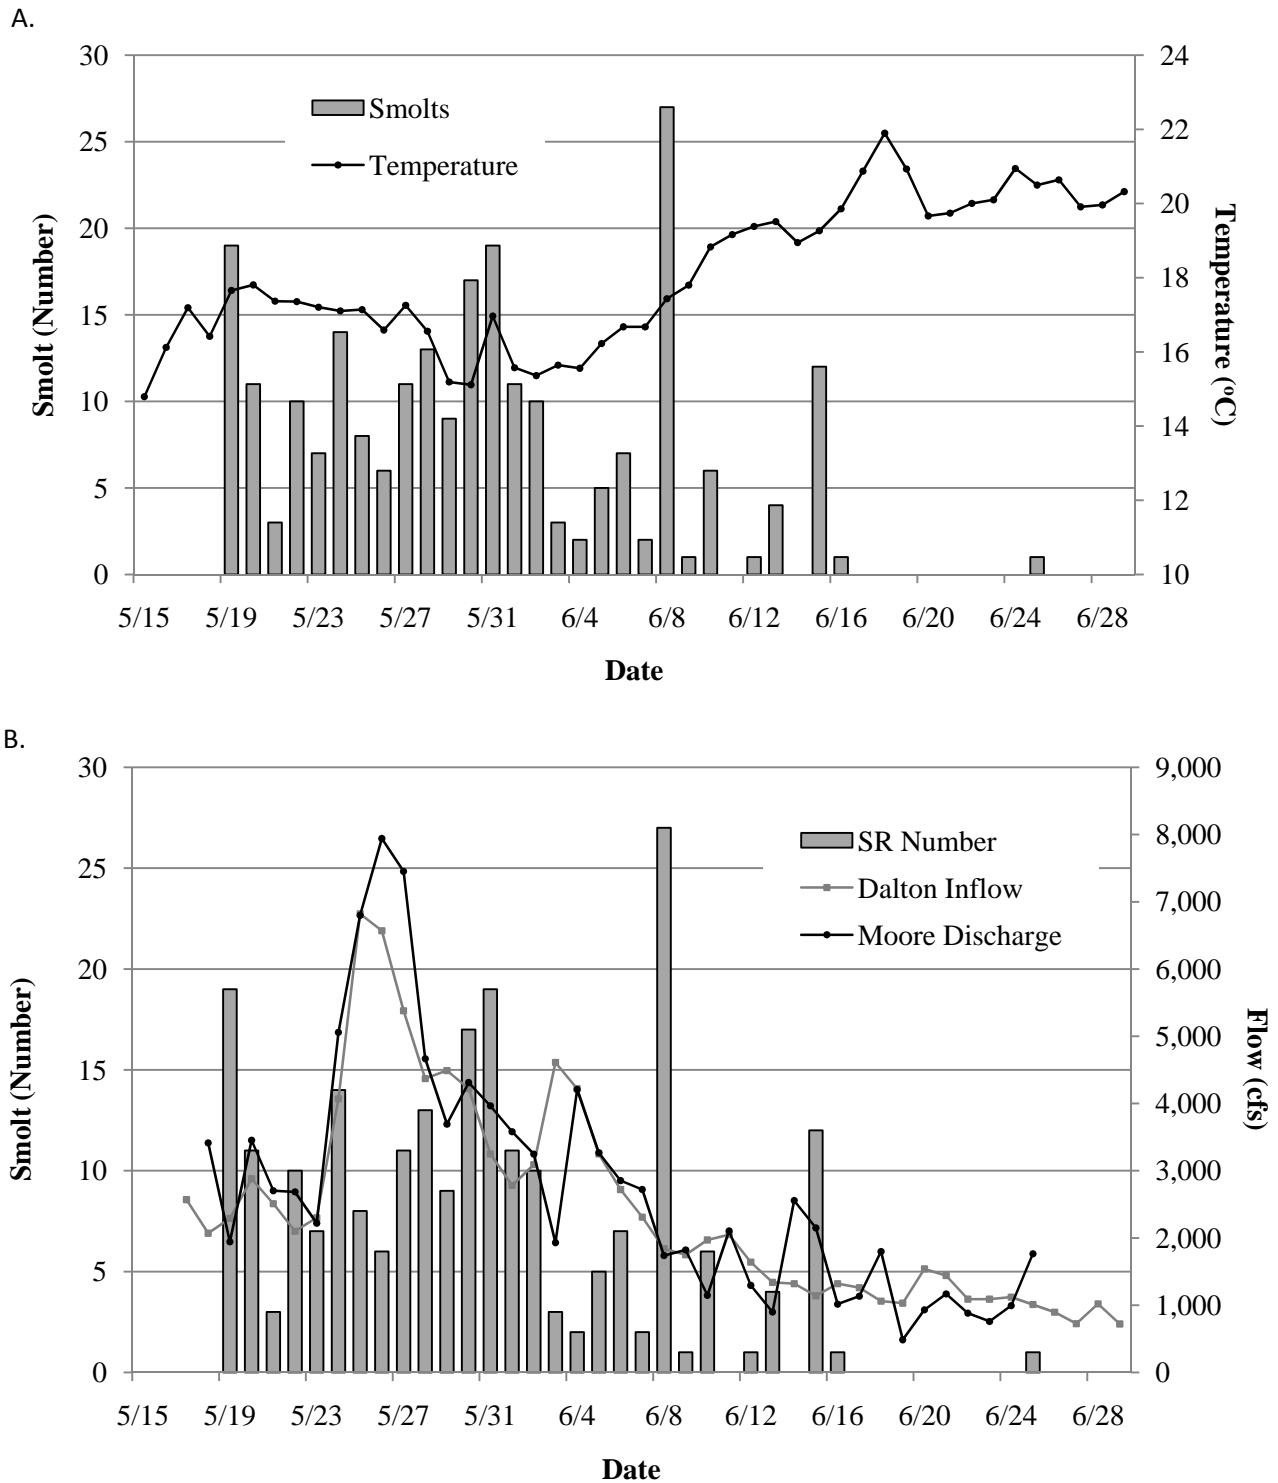 A.
30
25
20
15
10
5
0
Smolt (Number)
Smolts
Temperature
24
22
20
18
16
14
12
10
Temperature (ºC)
5/15 5/19 5/23 5/27 5/31 6/4 6/8 6/12 6/16 6/20 6/24 6/28
Date
B.
30
25
20
15
10
5
0
Smolt (Number)
SR Number
Dalton Inflow
Moore Discharge
9,000
8,000
7,000
6,000
5,000
4,000
3,000
2,000
1,000
0
Flow (cfs)
5/15 5/19 5/23 5/27 5/31 6/4 6/8 6/12 6/16 6/20 6/24 6/28
Date